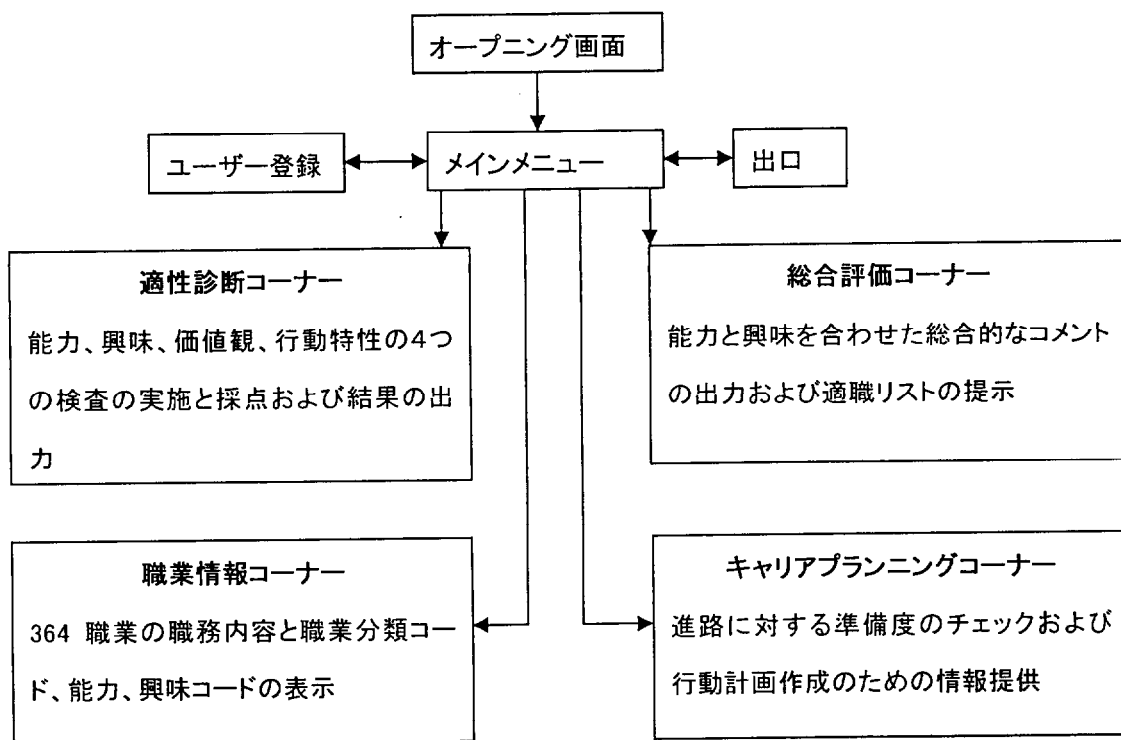 オープニング画面
ユーザー登録
メインメニュー
出口
適性診断コーナー
能力、興味、価値観、行動特性の4つ
の検査の実施と採点および結果の出
力
総合評価コーナー
能力と興味を合わせた総合的なコメント
の出力および適職リストの提示
職業情報コーナー
364 職業の職務内容と職業分類コー
ド、能力、興味コードの表示
キャリアプランニングコーナー
進路に対する準備度のチェックおよび
行動計画作成のための情報提供